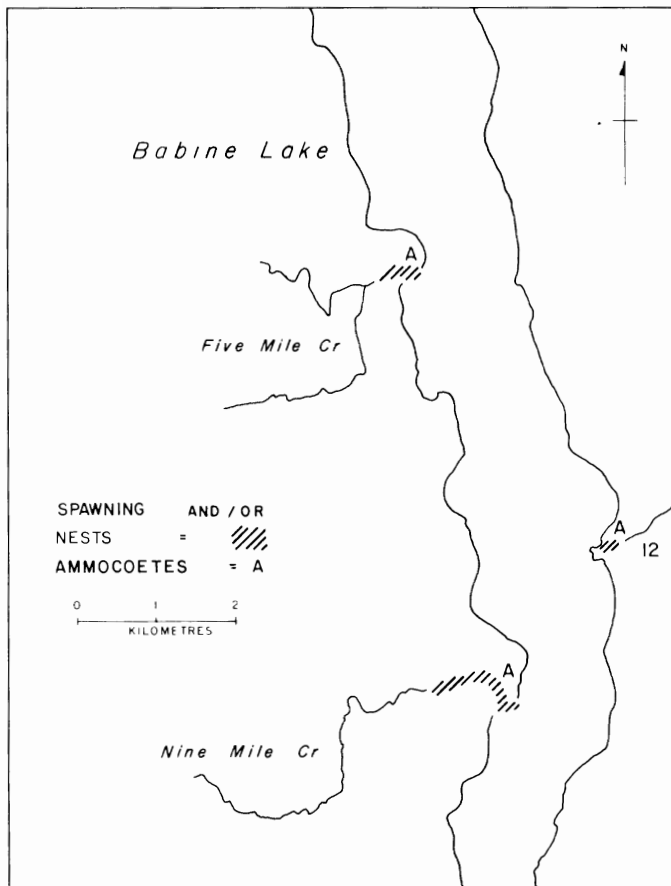 N
Babine Lake
A
Five Mile Cr
SPAWNING AND / OR
NESTS =
AMMOCOETES = A
0 1 2
KILOMETRES
A
12
A
Nine Mile Cr